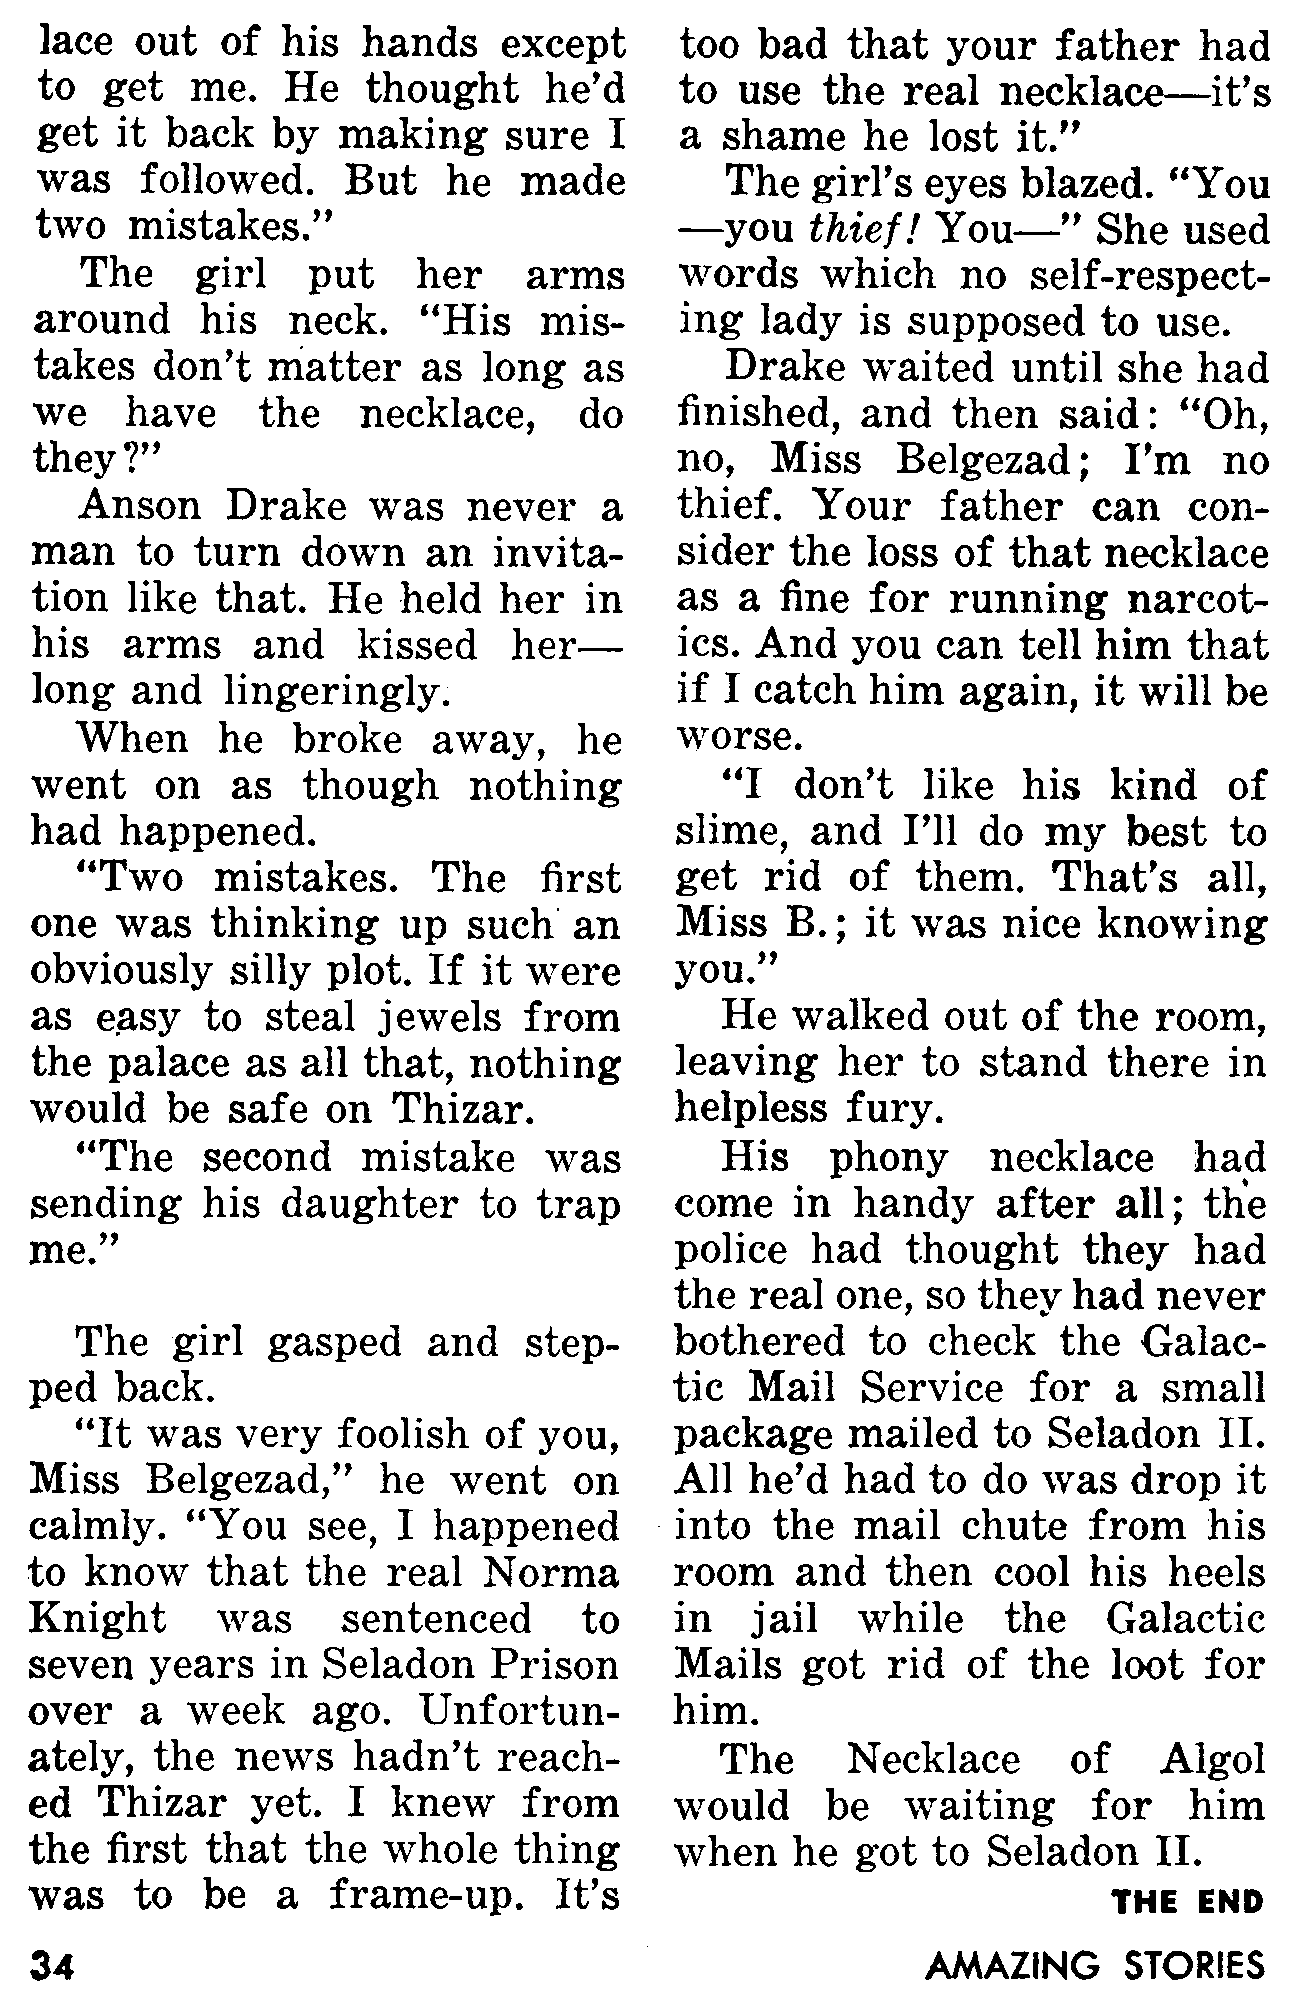 lace out of his hands except
to get me. He thought he'd
get it back by making sure I
was followed. But he made
two mistakes."
The girl put her arms
around his neck. "His mis-
takes don't matter as long as
we have the necklace, do
they?"
Anson Drake was never a
man to turn down an invita-
tion like that. He held her in
his arms and kissed her—
long and lingeringly.
When he broke away, he
went on as though nothing
had happened.
"Two mistakes. The first
one was thinking up such an
obviously silly plot. If it were
as easy to steal jewels from
the palace as all that, nothing
would be safe on Thizar.
"The second mistake was
sending his daughter to trap
me."
The girl gasped and step-
ped back.
"It was very foolish of you,
Miss Belgezad," he went on
calmly. "You see, I happened
to know that the real Norma
Knight was sentenced to
seven years in Seladon Prison
over a week ago. Unfortun-
ately, the news hadn't reach-
ed Thizar yet. I knew from
the first that the whole thing
was to be a frame-up. It's
too bad that your father had
to use the real necklace—it's
a shame he lost it."
The girl's eyes blazed. "You
—you thief! You—" She used
words which no self-respect-
ing lady is supposed to use.
Drake waited until she had
finished, and then said: "Oh,
no, Miss Belgezad; I'm no
thief. Your father can con-
sider the loss of that necklace
as a fine for running narcot-
ics. And you can tell him that
if I catch him again, it will be
worse.
"I don't like his kind of
slime, and I'll do my best to
get rid of them. That's all,
Miss B.; it was nice knowing
you."
He walked out of the room,
leaving her to stand there in
helpless fury.
His phony necklace had
come in handy after all; the
police had thought they had
the real one, so they had never
bothered to check the Galac-
tic Mail Service for a small
package mailed to Seladon II.
All he'd had to do was drop it
into the mail chute from his
room and then cool his heels
in jail while the Galactic
Mails got rid of the loot for
him.
The Necklace of Algol
would be waiting for him
when he got to Seladon II.
THE END
34
AMAZING STORIES